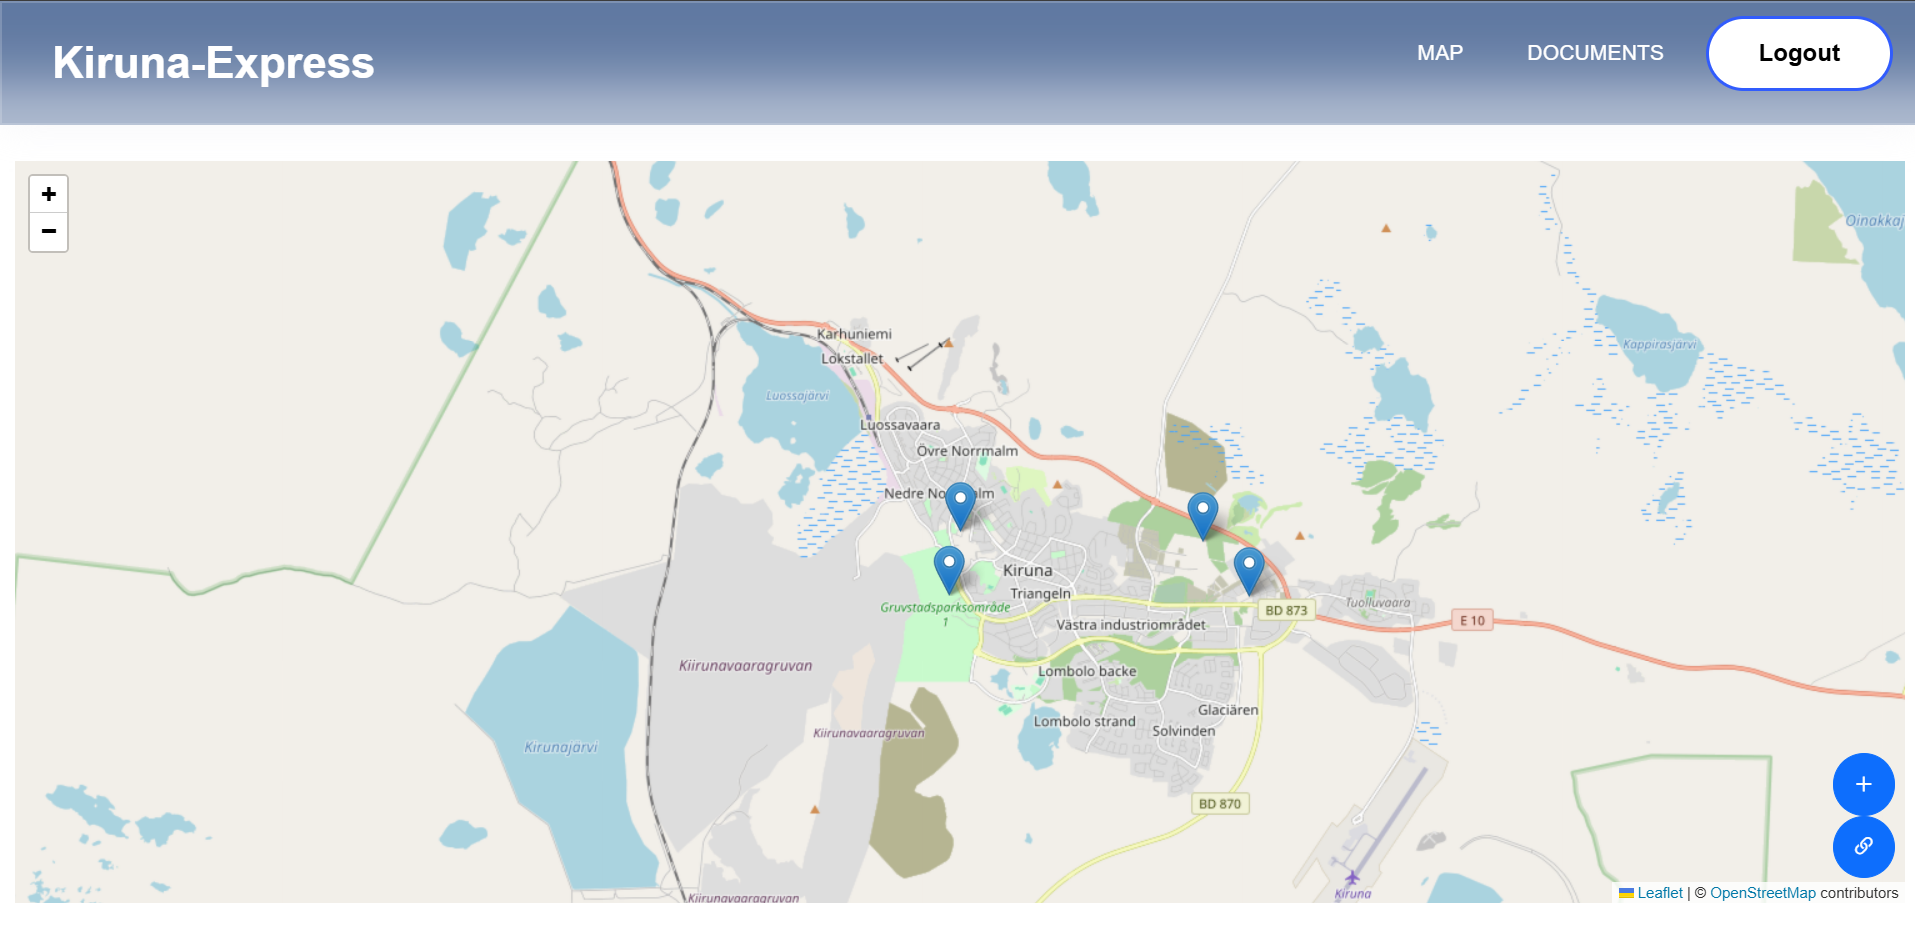 Kiruna-Express
MAP
DOCUMENTS
Logout
+
−
Oinakkaj
Karhuniemi
Lokstallet
Kappirasjärvi
Luossajärvi
Luossavaara
Övre Norrmalm
Nedre No alm
Kiruna
Triangeln
Gruvstadsparksområde
1
BD 873
Tuolluvaara
E 10
Västra industriområdet
Kiirunavaaragruvan
Lombolo backe
Glaciären
Lombolo strand
Solvinden
Kiirunavaaragruvan
Kirunajärvi
BD 870
+
Kiruna
Kiirunavaaragruvan
Leaflet | © OpenStreetMap contributors